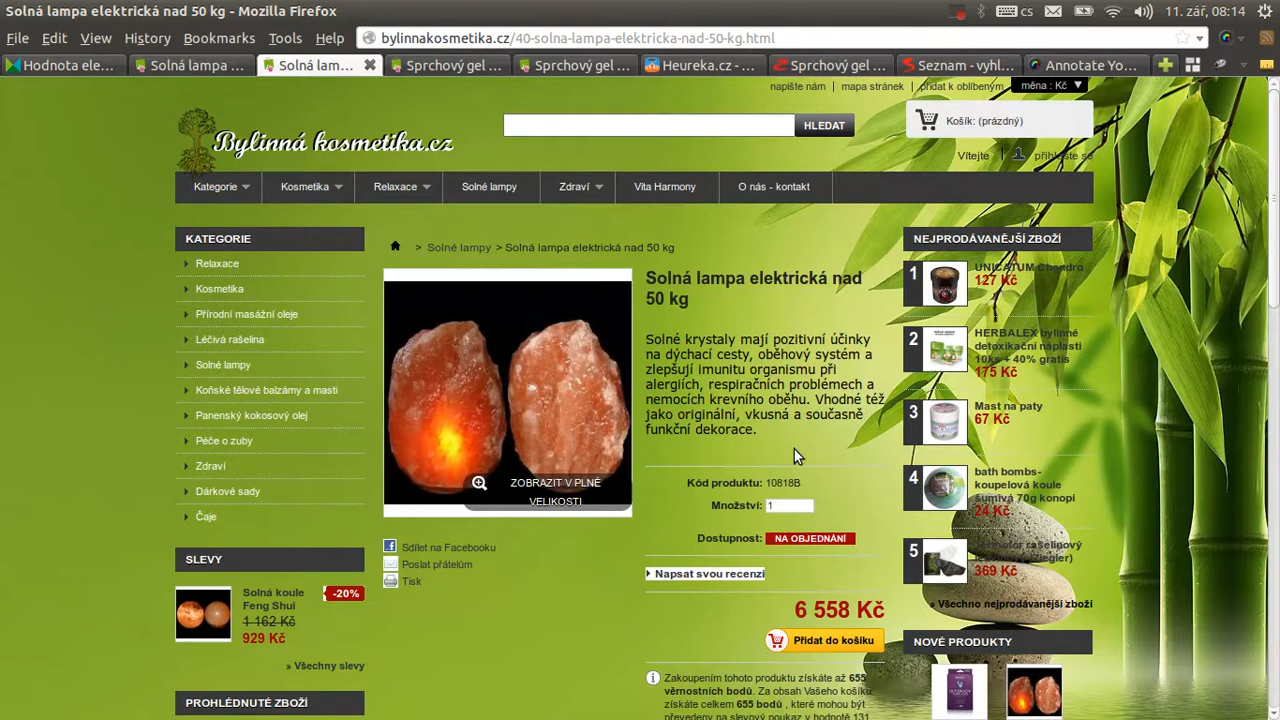 Solná lampa elektrická nad 50 kg - Mozilla Firefox
cs
11. zář, 08:14
File Edit View History Bookmarks Tools Help
bylinnakosmetika.cz/40-solna-lampa-elektricka-nad-50-kg.html
Hodnota ele...
Solná lampa ...
Solná lam...
Sprchový gel ...
Sprchový gel ...
Heureka.cz - ...
Sprchový gel ...
Seznam - vyhl...
Annotate Yo...
napište nám
mapa stránek
přidat k oblíbeným
měna : Kč
Bylinná kosmetika.cz
HLEDAT
Košík: (prázdný)
Vítejte
přihlašte se
Kategorie
Kosmetika
Relaxace
Solné lampy
Zdraví
Vita Harmony
O nás - kontakt
KATEGORIE
Relaxace
Kosmetika
Přírodní masážní oleje
Léčivá rašelina
Solné lampy
Koňské tělové balzámy a masti
Panenský kokosový olej
Péče o zuby
Zdraví
Dárkové sady
Čaje
SLEVY
Solná koule
Feng Shui
-20%
1 162 Kč
929 Kč
» Všechny slevy
PROHLÉDNUTÉ ZBOŽÍ
> Solné lampy > Solná lampa elektrická nad 50 kg
ZOBRAZIT V PLNÉ
VELIKOSTI
Sdílet na Facebooku
Poslat přátelům
Tisk
Solná lampa elektrická nad
50 kg
Solné krystaly mají pozitivní účinky
na dýchací cesty, oběhový systém a
zlepšují imunitu organismu při
alergiích, respiračních problémech a
nemocích krevního oběhu. Vhodné též
jako originální, vkusná a současně
funkční dekorace.
Kód produktu: 10818B
Množství: 1
Dostupnost: NA OBJEDNÁNÍ
Napsat svou recenzi
6 558 Kč
Přidat do košíku
Zakoupením tohoto produktu získáte až 655
věrnostních bodů. Za obsah Vašeho košíku
získáte celkem 655 bodů , které mohou být
převedeny na slevový poukaz v hodnotě 131
NEJPRODÁVANĚJŠÍ ZBOŽÍ
1
UNICATUM Chondro
127 Kč
2
HERBALEX bylinné
detoxikační náplasti
10ks + 40% gratis
175 Kč
3
Mast na paty
67 Kč
4
bath bombs-
koupelová koule
šumivá 70g konopí
24 Kč
5
rašelinový
(Ziegler)
369 Kč
» Všechno nejprodávanější zboží
NOVÉ PRODUKTY